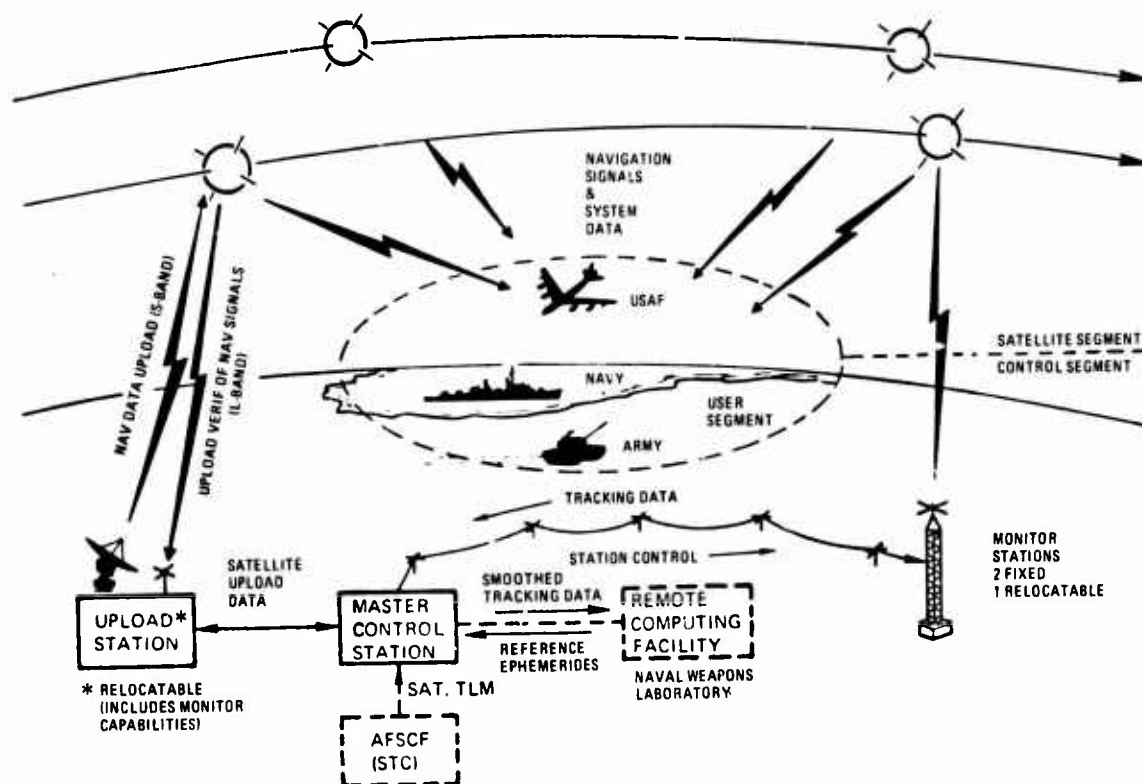 NAVIGATION
SIGNALS
&
SYSTEM
DATA
USAF
NAV DATA UPLOAD (S-BAND)
UPLOAD VERIF OF NAV SIGNALS
(L-BAND)
SATELLITE SEGMENT
CONTROL SEGMENT
NAVY
USER
SEGMENT
ARMY
TRACKING DATA
STATION CONTROL
MONITOR
STATIONS
2 FIXED
1 RELOCATABLE
SATELLITE
UPLOAD
DATA
UPLOAD*
STATION
MASTER
CONTROL
STATION
SMOOTHED
TRACKING DATA
REFERENCE
EPHEMERIDES
REMOTE
COMPUTING
FACILITY
NAVAL WEAPONS
LABORATORY
* RELOCATABLE
(INCLUDES MONITOR
CAPABILITIES)
SAT. TLM
AFSCF
(STC)